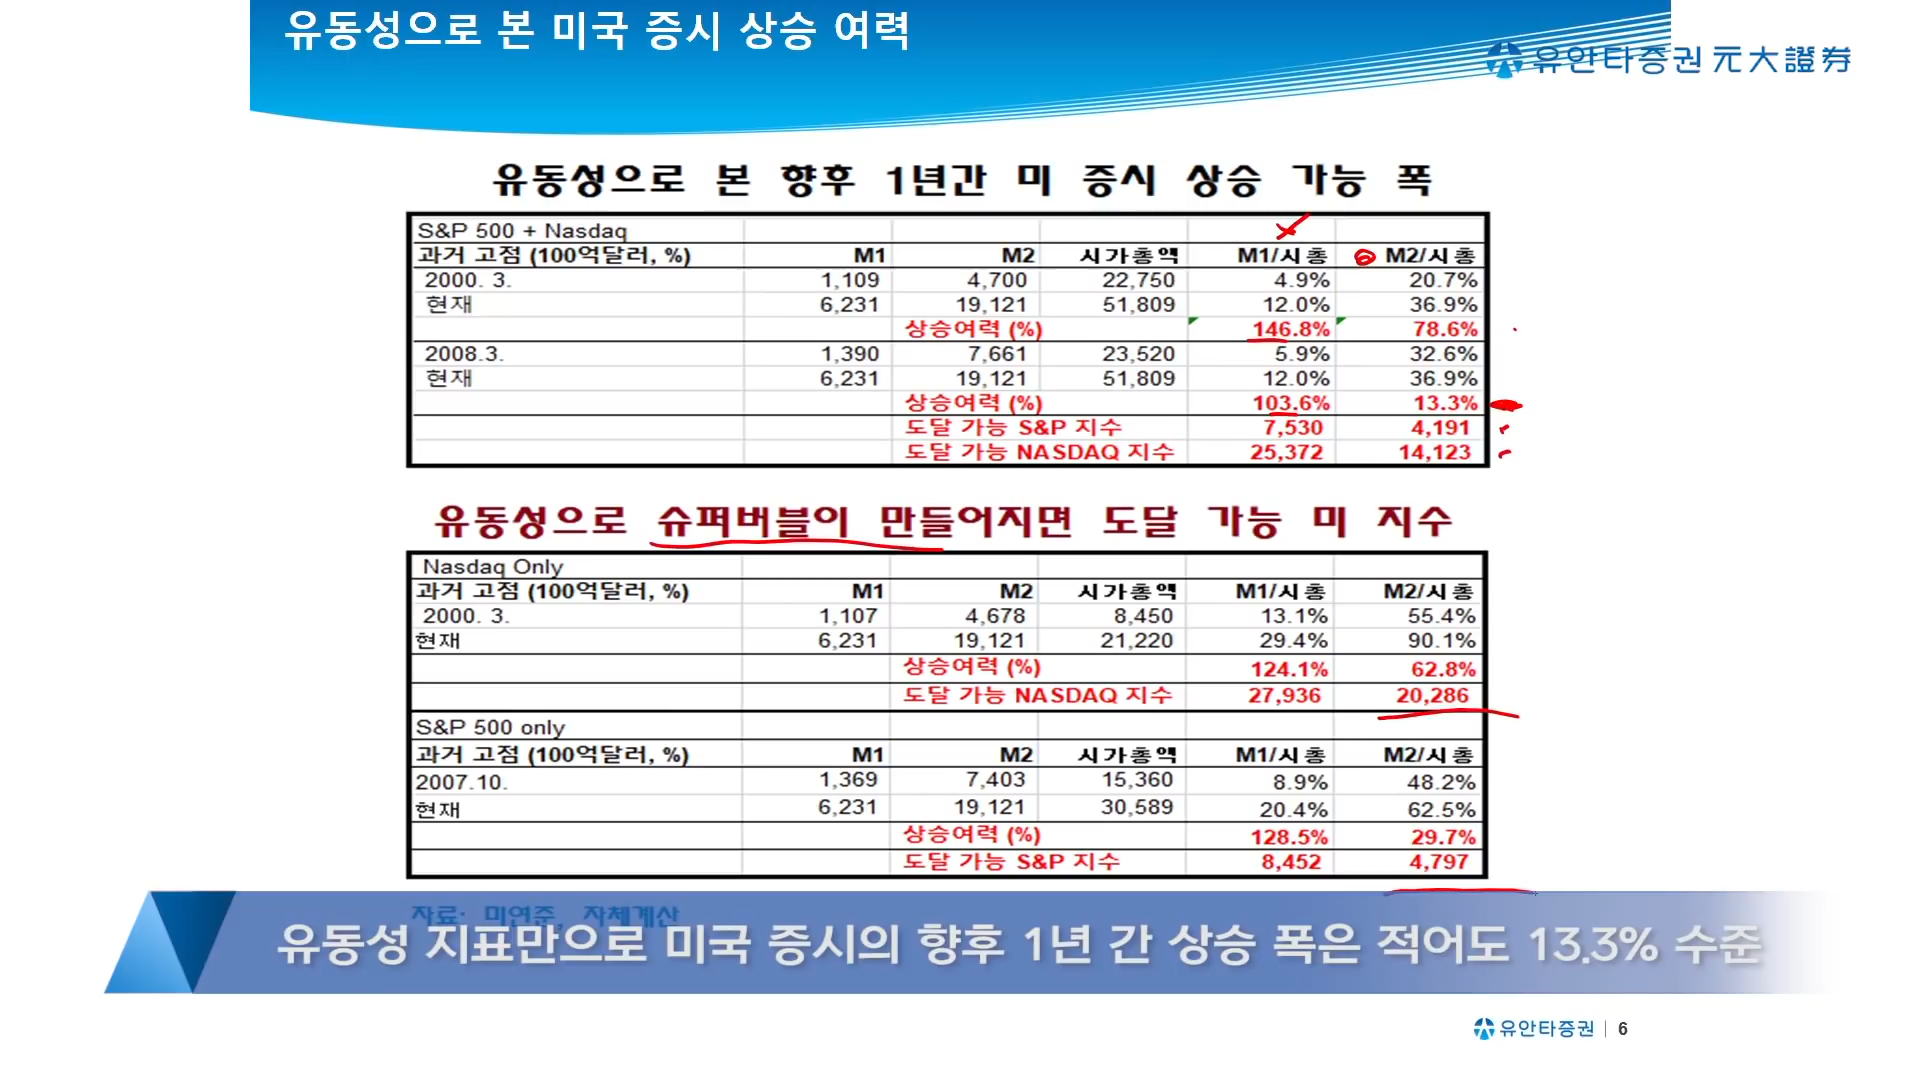 유동성으로 본 미국 증시 상승 여력
유안타증권 元大證券
유동성으로 본 향후 1년간 미 증시 상승 가능 폭
S&P 500 + Nasdaq
과거 고점 (100억달러, %) M1 M2 시가총액 M1/시총 M2/시총
2000. 3. 1,109 4,700 22,750 4.9% 20.7%
현재 6,231 19,121 51,809 12.0% 36.9%
상승여력 (%) 146.8% 78.6%
2008.3. 1,390 7,661 23,520 5.9% 32.6%
현재 6,231 19,121 51,809 12.0% 36.9%
상승여력 (%) 103.6% 13.3%
도달 가능 S&P 지수 7,530 4,191
도달 가능 NASDAQ 지수 25,372 14,123
유동성으로 슈퍼버블이 만들어지면 도달 가능 미 지수
Nasdaq Only
과거 고점 (100억달러, %) M1 M2 시가총액 M1/시총 M2/시총
2000. 3. 1,107 4,678 8,450 13.1% 55.4%
현재 6,231 19,121 21,220 29.4% 90.1%
상승여력 (%) 124.1% 62.8%
도달 가능 NASDAQ 지수 27,936 20,286
S&P 500 only
과거 고점 (100억달러, %) M1 M2 시가총액 M1/시총 M2/시총
2007.10. 1,369 7,403 15,360 8.9% 48.2%
현재 6,231 19,121 30,589 20.4% 62.5%
상승여력 (%) 128.5% 29.7%
도달 가능 S&P 지수 8,452 4,797
자료: 미연준, 자체계산
유동성 지표만으로 미국 증시의 향후 1년 간 상승 폭은 적어도 13.3% 수준
유안타증권 | 6